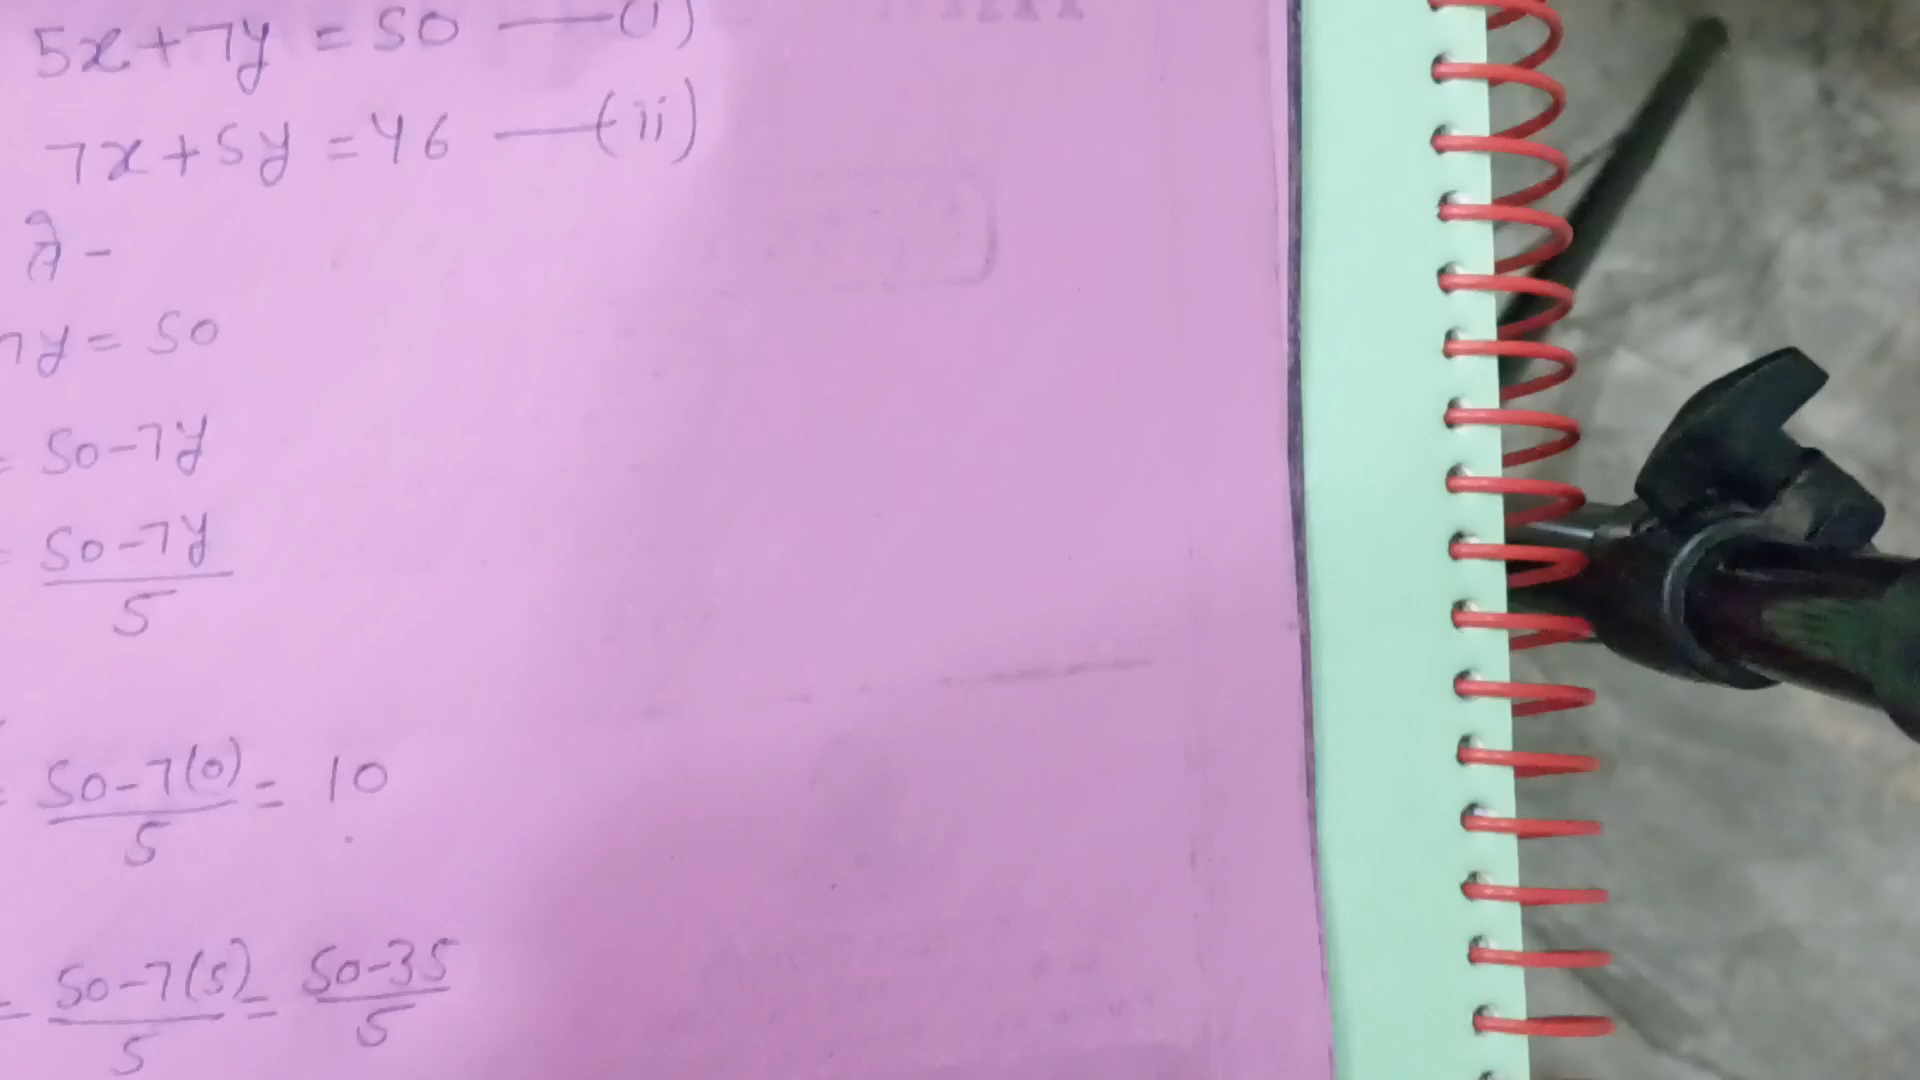 5x+7y = 50 —(i)
7x+5y = 46 —(ii)
से -
7y = 50
= 50-7y
= 50-7y
5
= 50-7(0) = 10
5
= 50-7(5) = 50-35
5 5